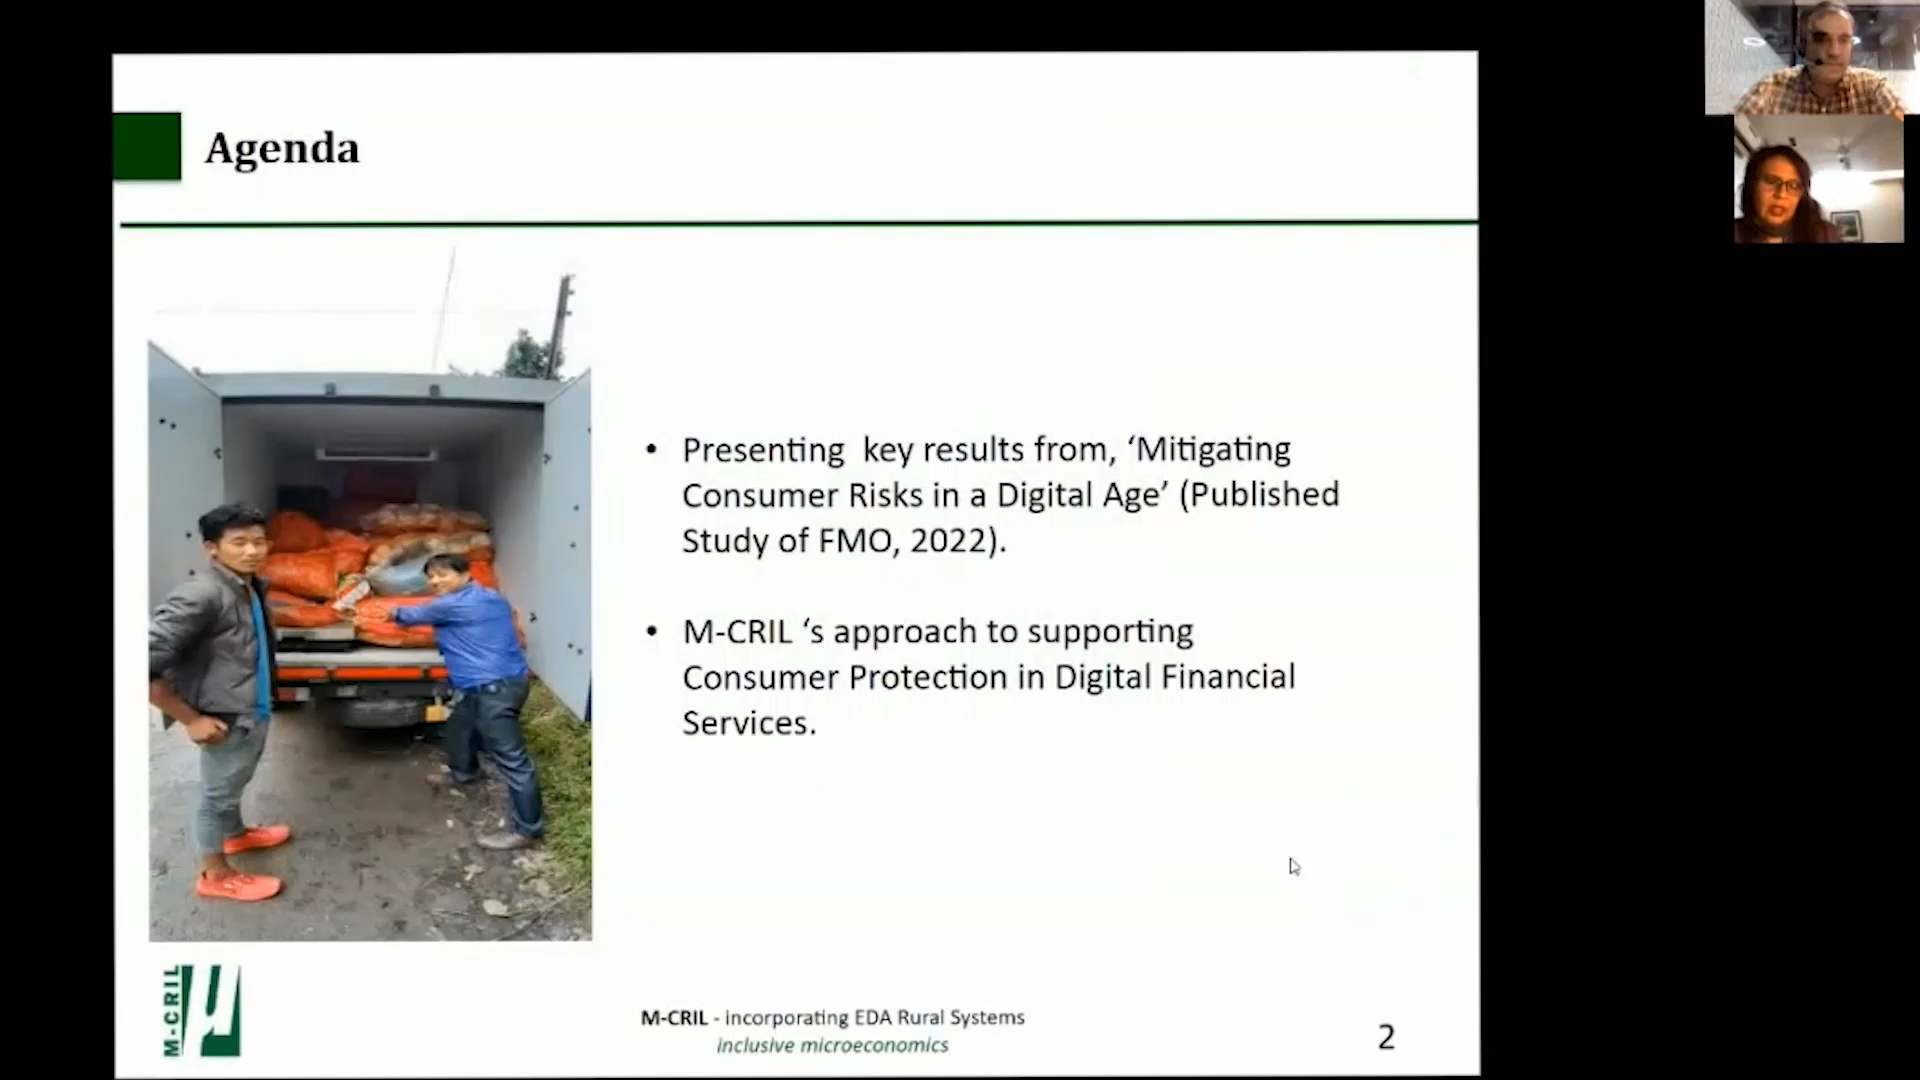 Agenda
• Presenting  key results from, ‘Mitigating
Consumer Risks in a Digital Age’ (Published
Study of FMO, 2022).
• M-CRIL ‘s approach to supporting
Consumer Protection in Digital Financial
Services.
M-CRIL
μ
M-CRIL - incorporating EDA Rural Systems
inclusive microeconomics
2